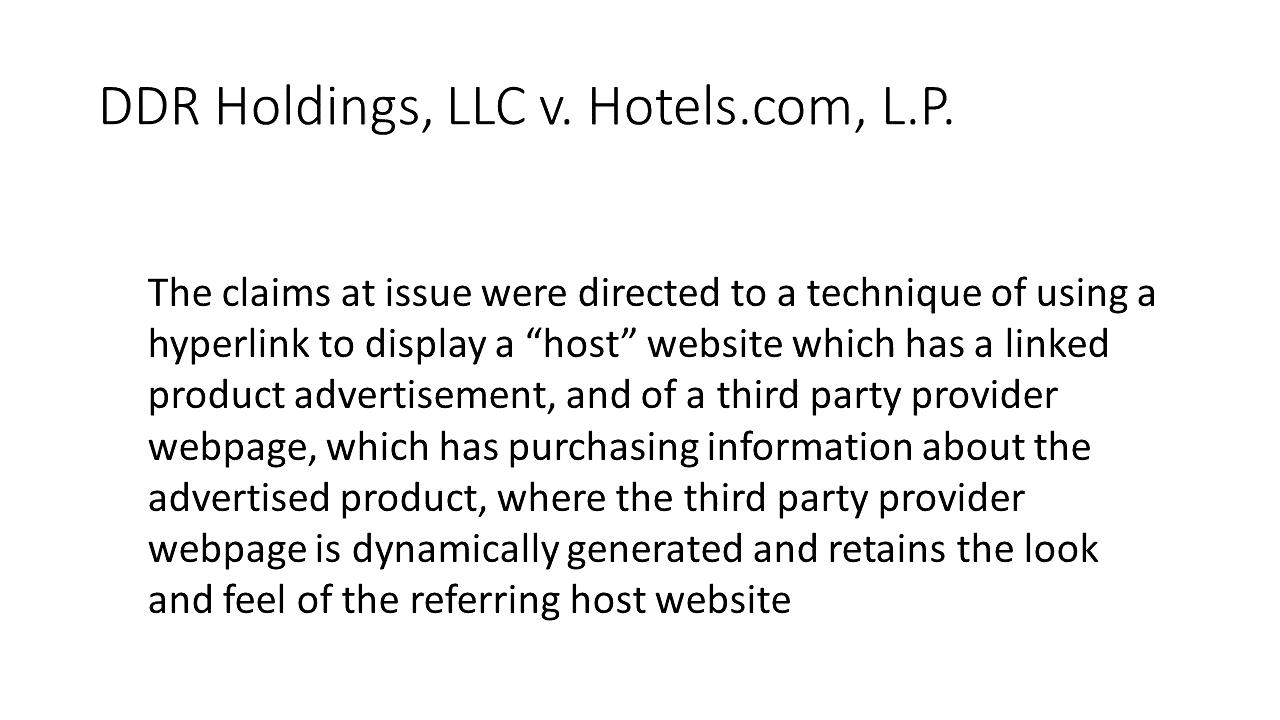 DDR Holdings, LLC v. Hotels.com, L.P.
The claims at issue were directed to a technique of using a
hyperlink to display a “host” website which has a linked
product advertisement, and of a third party provider
webpage, which has purchasing information about the
advertised product, where the third party provider
webpage is dynamically generated and retains the look
and feel of the referring host website